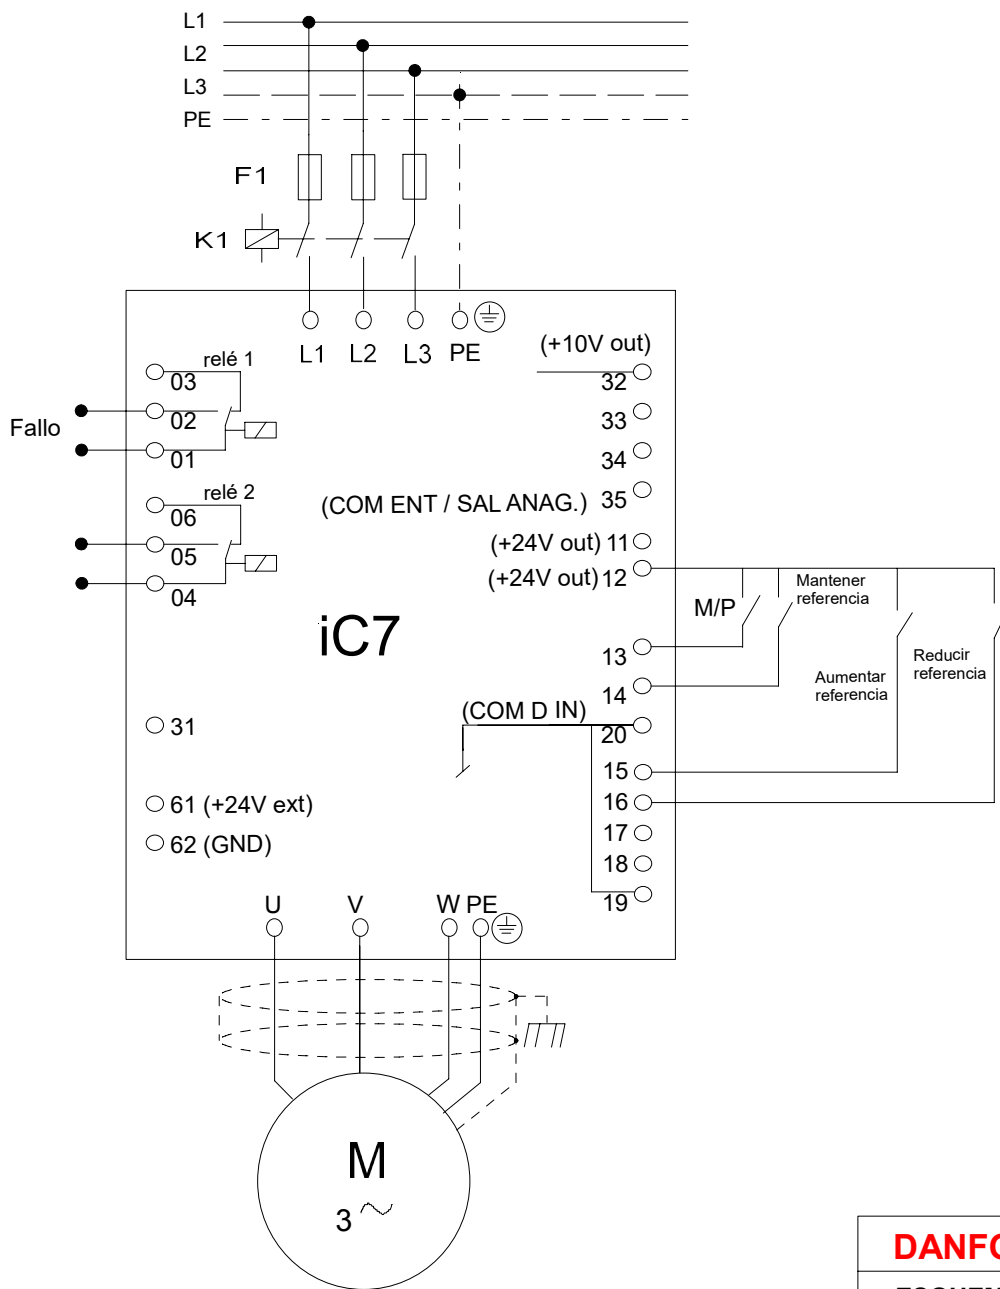 L1
L2
L3
PE
F1
K1
L1 L2 L3 PE
(+10V out)
32
relé 1
03
02
01
Fallo
33
34
relé 2
06
05
04
(COM ENT / SAL ANAG.) 35
(+24V out) 11
(+24V out) 12
M/P
Mantener
referencia
iC7
13
14
Aumentar
referencia
Reducir
referencia
31
(COM D IN)
20
15
61 (+24V ext)
16
62 (GND)
17
18
19
U V W PE
M
3